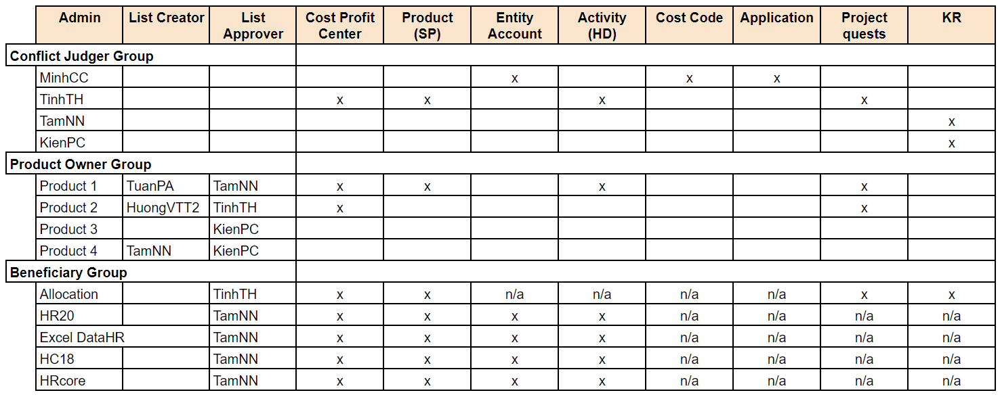 Admin List Creator List Approver Cost Profit Center Product (SP) Entity Account Activity (HD) Cost Code Application Project quests KR
Conflict Judger Group
MinhCC x x x
TinhTH x x x x
TamNN x
KienPC x
Product Owner Group
Product 1 TuanPA TamNN x x x x
Product 2 HuongVTT2 TinhTH x x
Product 3 KienPC
Product 4 TamNN KienPC
Beneficiary Group
Allocation TinhTH x x n/a n/a n/a n/a x x
HR20 TamNN x x x x n/a n/a n/a n/a
Excel DataHR TamNN x x x x n/a n/a n/a n/a
HC18 TamNN x x x x n/a n/a n/a n/a
HRcore TamNN x x x x n/a n/a n/a n/a